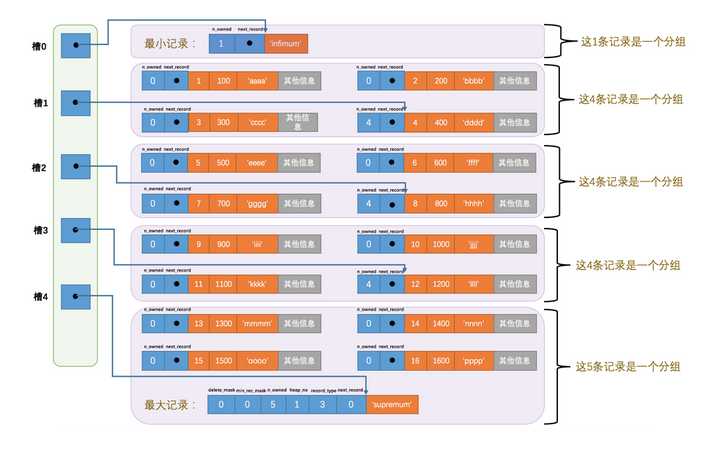 n_owned next_record
槽0 最小记录： 1 'infimum' 这1条记录是一个分组
n_owned next_record n_owned next_record
0 1 100 'aaaa' 其他信息 0 2 200 'bbbb' 其他信息
槽1 这4条记录是一个分组
n_owned next_record n_owned next_record
0 3 300 'cccc' 其他信息 4 4 400 'dddd' 其他信息
n_owned next_record n_owned next_record
槽2 0 5 500 'eeee' 其他信息 0 6 600 'ffff' 其他信息
这4条记录是一个分组
n_owned next_record n_owned next_record
0 7 700 'gggg' 其他信息 4 8 800 'hhhh' 其他信息
槽3
n_owned next_record n_owned next_record
0 9 900 'iiii' 其他信息 0 10 1000 'jjjj' 其他信息
这4条记录是一个分组
n_owned next_record n_owned next_record
0 11 1100 'kkkk' 其他信息 4 12 1200 'llll' 其他信息
槽4
n_owned next_record n_owned next_record
0 13 1300 'mmmm' 其他信息 0 14 1400 'nnnn' 其他信息
n_owned next_record n_owned next_record
0 15 1500 'oooo' 其他信息 0 16 1600 'pppp' 其他信息
这5条记录是一个分组
delete_mask min_rec_mask n_owned heap_no record_type next_record
最大记录： 0 0 5 1 3 0 'supremum'